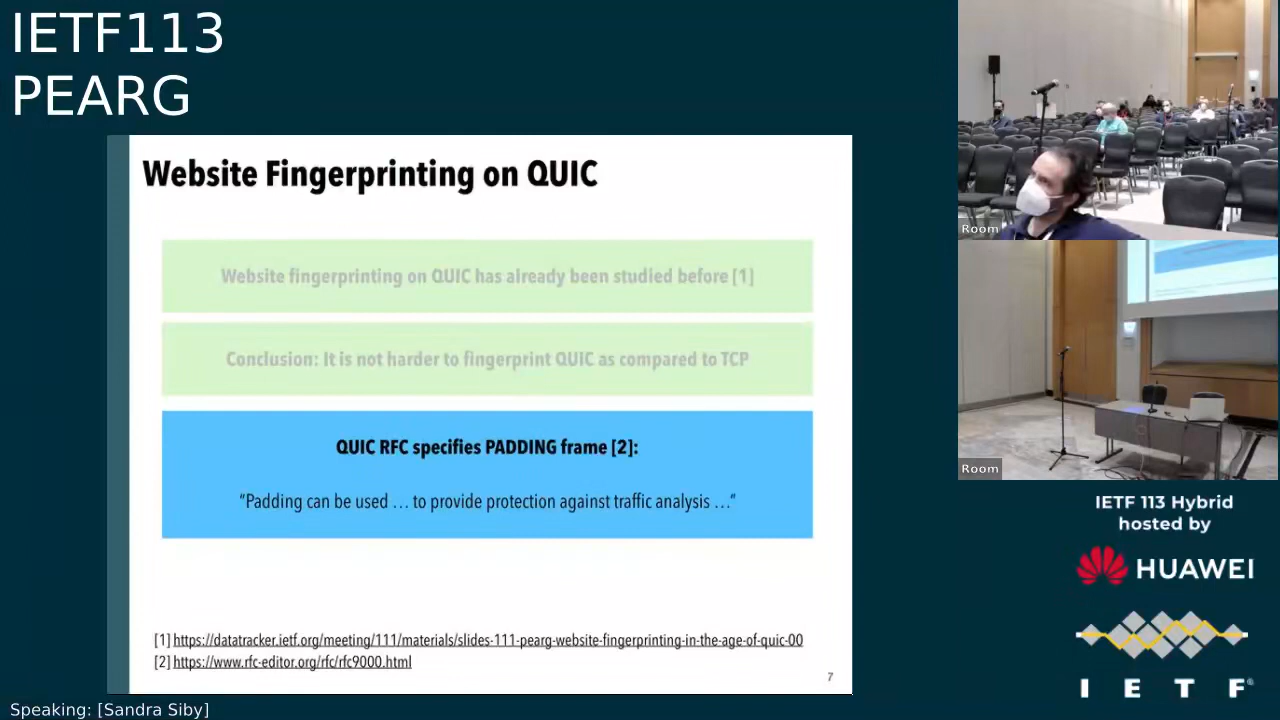 IETF113
PEARG
Website Fingerprinting on QUIC
Website fingerprinting on QUIC has already been studied before [1]
Conclusion: It is not harder to fingerprint QUIC as compared to TCP
QUIC RFC specifies PADDING frame [2]:
“Padding can be used … to provide protection against traffic analysis …”
[1] https://datatracker.ietf.org/meeting/111/materials/slides-111-pearg-website-fingerprinting-in-the-age-of-quic-00
[2] https://www.rfc-editor.org/rfc/rfc9000.html
7
Room
Room
IETF 113 Hybrid
hosted by
HUAWEI
I E T F®
Speaking: [Sandra Siby]